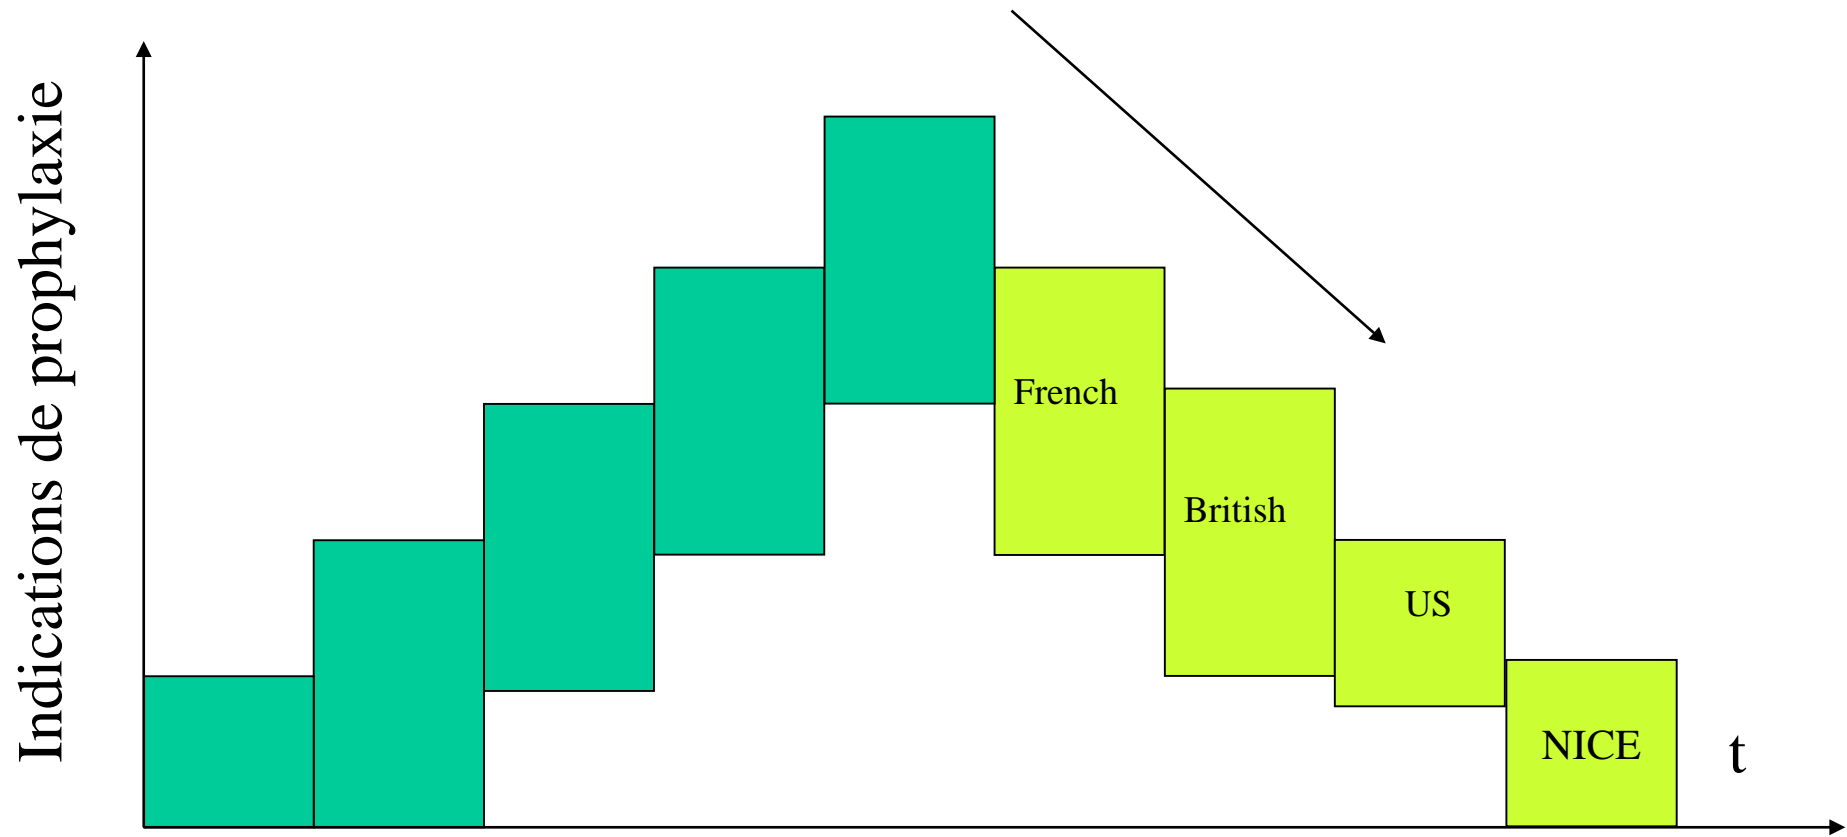 Indications de prophylaxie
French
British
US
NICE
t